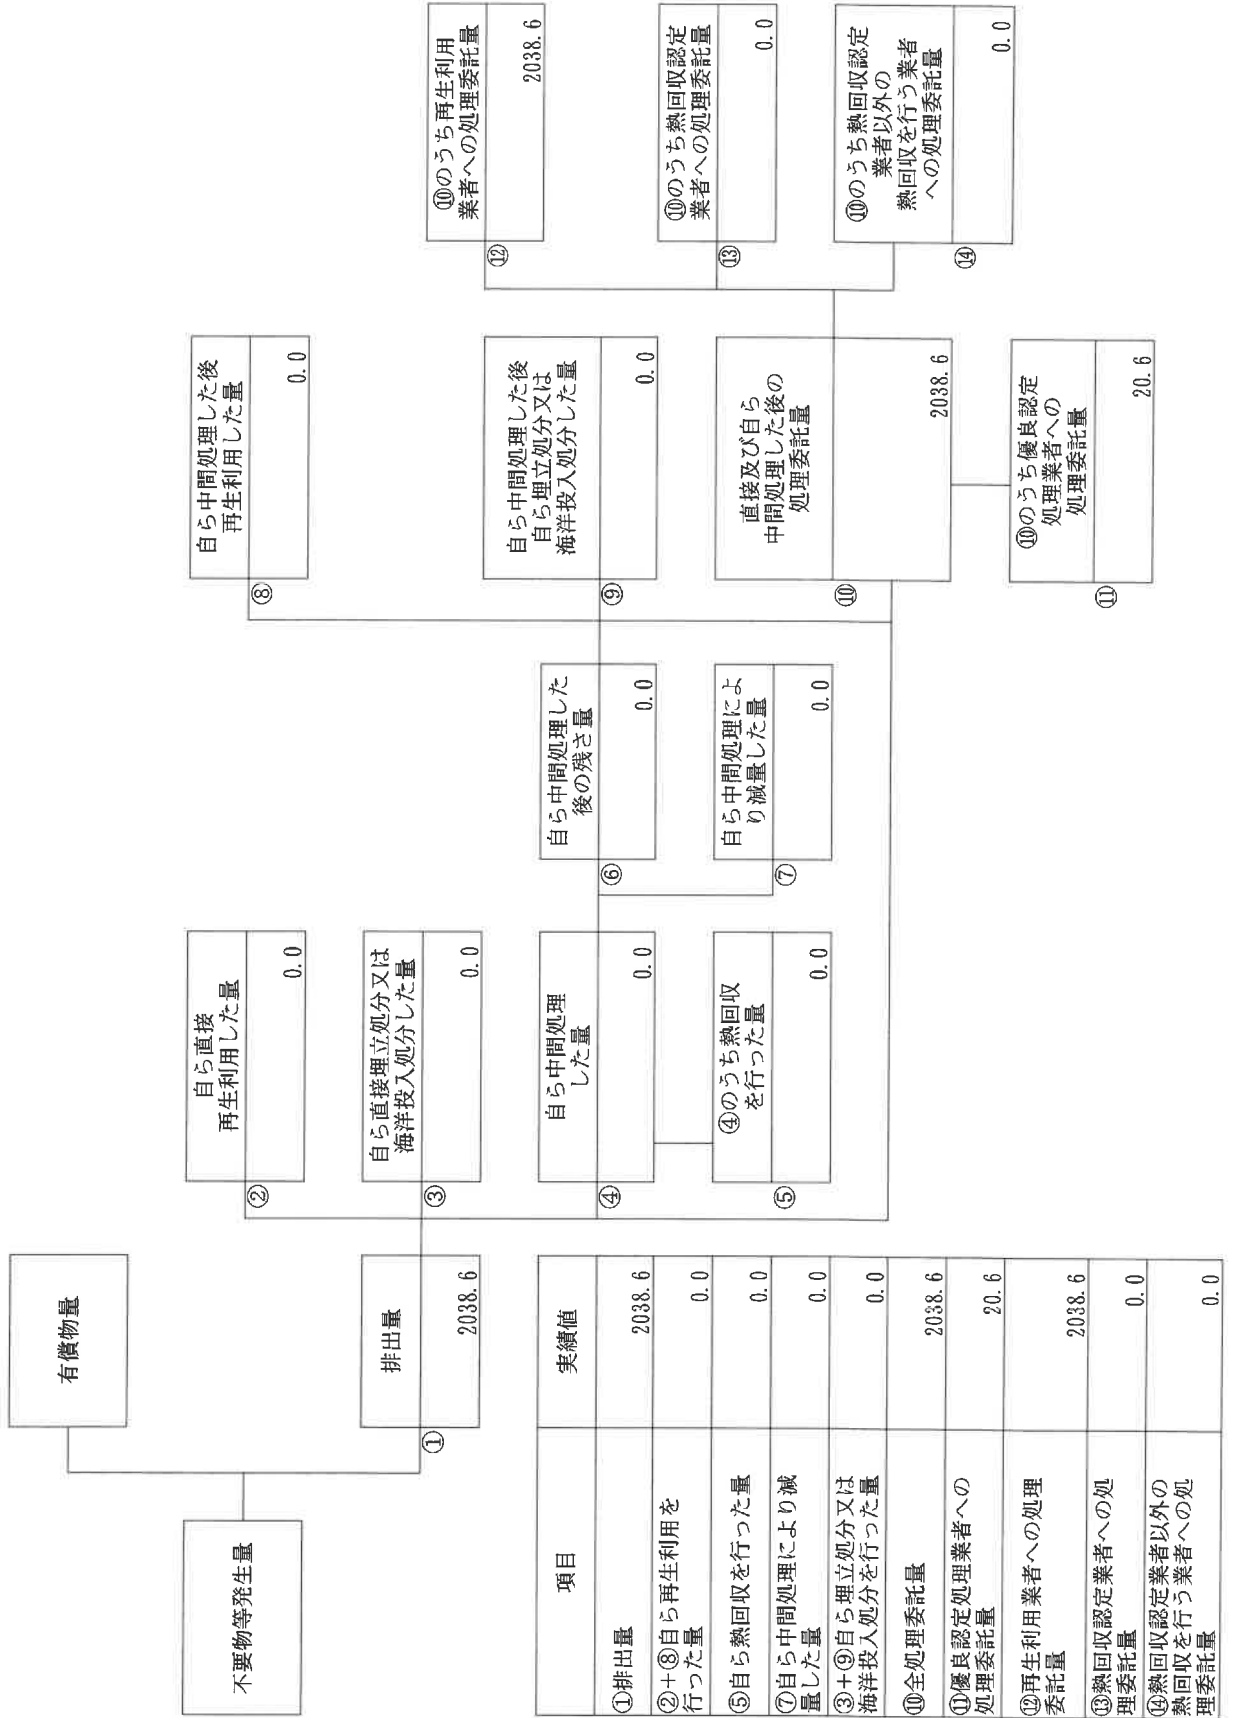 不要物等発生量
有償物量
①
排出量
2038.6
②
自ら直接
再生利用した量
0.0
③
自ら直接埋立処分又は
海洋投入処分した量
0.0
④
自ら中間処理
した量
0.0
⑤
④のうち熱回収
を行った量
0.0
⑥
自ら中間処理した
後の残さ量
0.0
⑦
自ら中間処理によ
り減量した量
0.0
⑧
自ら中間処理した後
再生利用した量
0.0
⑨
自ら中間処理した後
自ら埋立処分又は
海洋投入処分した量
0.0
⑩
直接及び自ら
中間処理した後の
処理委託量
2038.6
⑪
⑩のうち優良認定
処理業者への
処理委託量
20.6
⑫
⑩のうち再生利用
業者への処理委託量
2038.6
⑬
⑩のうち熱回収認定
業者への処理委託量
0.0
⑭
⑩のうち熱回収認定
業者以外の
熱回収を行う業者
への処理委託量
0.0
項目 実績値
①排出量 2038.6
②+⑧自ら再生利用を
行った量 0.0
⑤自ら熱回収を行った量 0.0
⑦自ら中間処理により減
量した量 0.0
③+⑨自ら埋立処分又は
海洋投入処分を行った量 0.0
⑩全処理委託量 2038.6
⑪優良認定処理業者への
処理委託量 20.6
⑫再生利用業者への処理
委託量 2038.6
⑬熱回収認定業者への処
理委託量 0.0
⑭熱回収認定業者以外の
熱回収を行う業者への処
理委託量 0.0